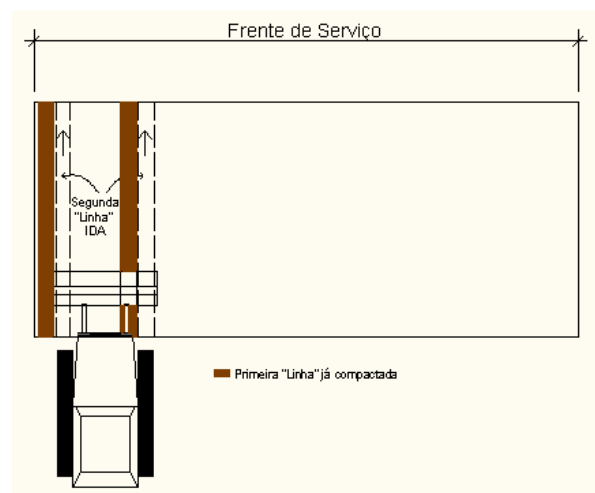 Frente de Serviço
Segunda
"Linha"
IDA
Primeira "Linha" já compactada